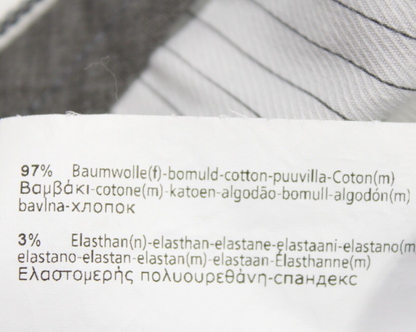 97% Baumwolle(f)-bomuld-cotton-puuvilla-Coton(m)
Βαμβάκι-cotone(m)-katoen-algodão-bomull-algodón(m)
bavlna-хлопок
3% Elasthan(n)-elasthan-elastane-elastaani-elastano(m
elastano-elastan-elastan(m)-elastaan-Élasthanne(m)
Ελαστομερής πολυουρεθάνη-спандекс